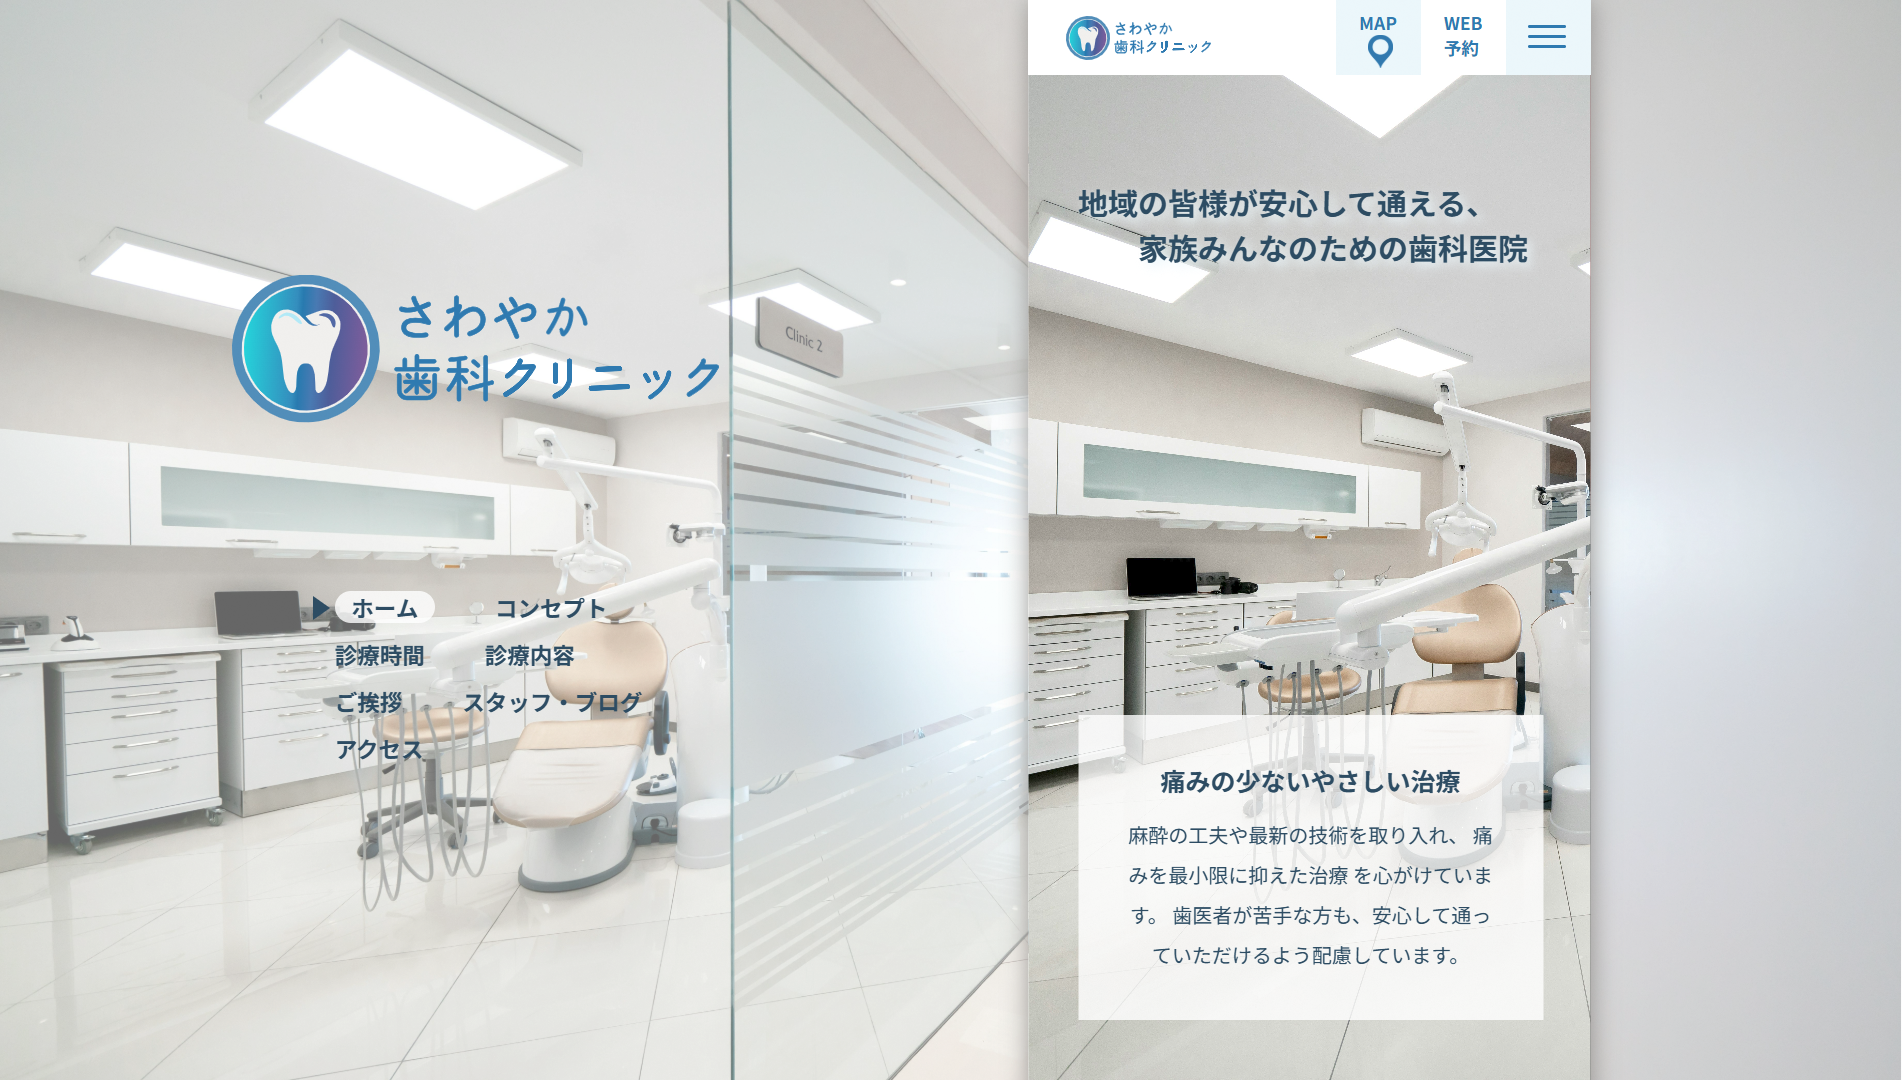 さわやか
歯科クリニック
Clinic 2
ホーム
コンセプト
診療時間
診療内容
ご挨拶
スタッフ・ブログ
アクセス
さわやか
歯科クリニック
MAP
WEB
予約
地域の皆様が安心して通える、
家族みんなのための歯科医院
痛みの少ないやさしい治療
麻酔の工夫や最新の技術を取り入れ、 痛
みを最小限に抑えた治療 を心がけていま
す。 歯医者が苦手な方も、安心して通っ
ていただけるよう配慮しています。